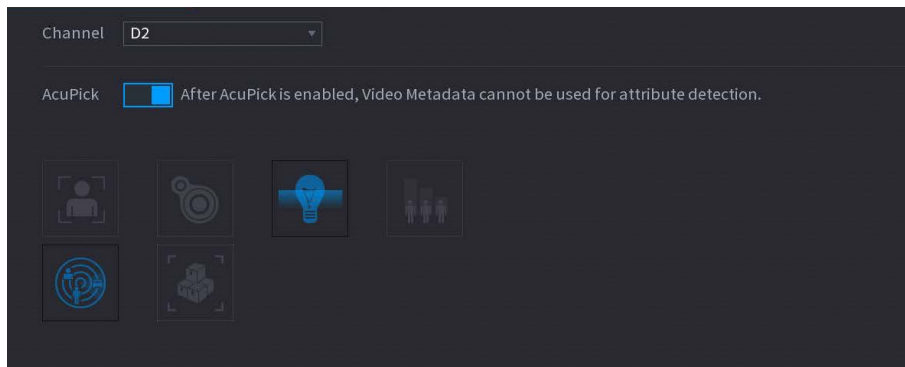 Channel D2
AcuPick After AcuPick is enabled, Video Metadata cannot be used for attribute detection.